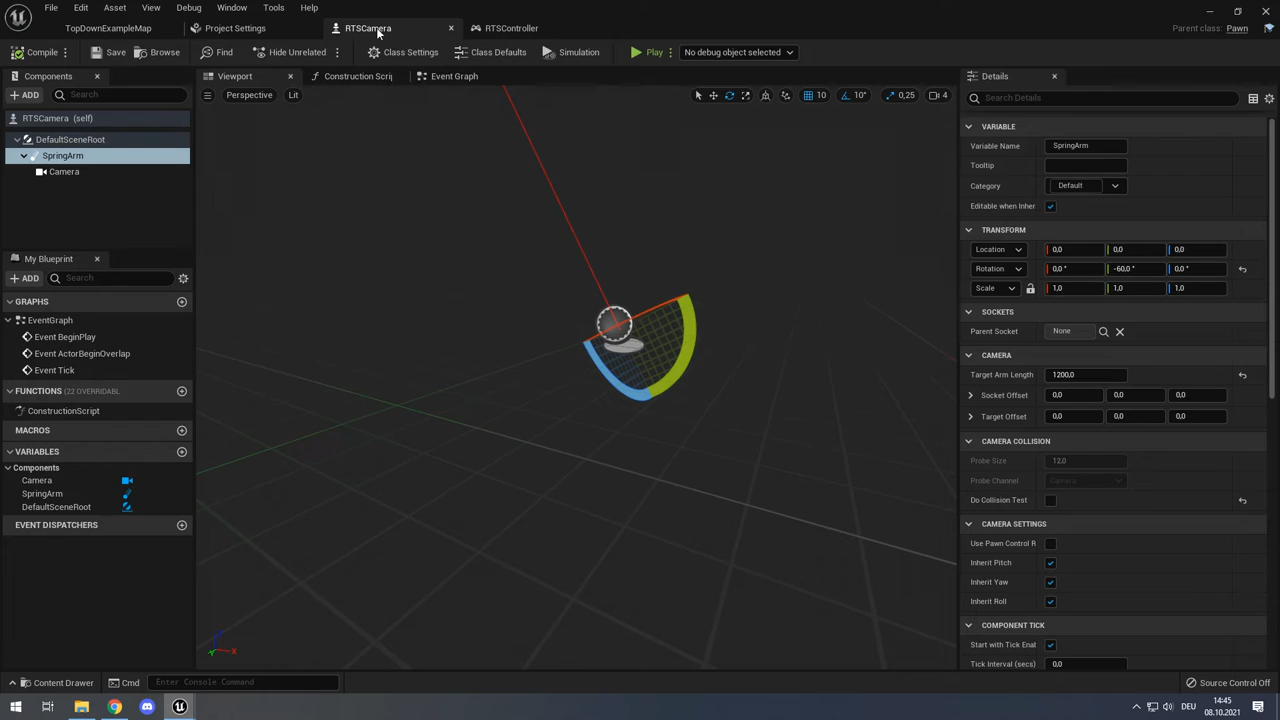 File Edit Asset View Debug Window Tools Help
TopDownExampleMap Project Settings RTSCamera RTSController Parent class: Pawn
Compile Save Browse Find Hide Unrelated Class Settings Class Defaults Simulation Play No debug object selected
Components Viewport Construction Scrip Event Graph Details
ADD Search Perspective Lit 10 10° 0,25 4 Search Details
RTSCamera (self)
DefaultSceneRoot
SpringArm
Camera
My Blueprint
ADD Search
GRAPHS
EventGraph
Event BeginPlay
Event ActorBeginOverlap
Event Tick
FUNCTIONS (22 OVERRIDABL
ConstructionScript
MACROS
VARIABLES
Components
Camera
SpringArm
DefaultSceneRoot
EVENT DISPATCHERS
X
VARIABLE
Variable Name SpringArm
Tooltip
Category Default
Editable when Inher
TRANSFORM
Location 0,0 0,0 0,0
Rotation 0,0 ° -60,0 ° 0,0 °
Scale 1,0 1,0 1,0
SOCKETS
Parent Socket None
CAMERA
Target Arm Length 1200,0
Socket Offset 0,0 0,0 0,0
Target Offset 0,0 0,0 0,0
CAMERA COLLISION
Probe Size 12,0
Probe Channel Camera
Do Collision Test
CAMERA SETTINGS
Use Pawn Control R
Inherit Pitch
Inherit Yaw
Inherit Roll
COMPONENT TICK
Start with Tick Enab
Tick Interval (secs) 0,0
Content Drawer Cmd Enter Console Command Source Control Off
DEU 14:45
08.10.2021